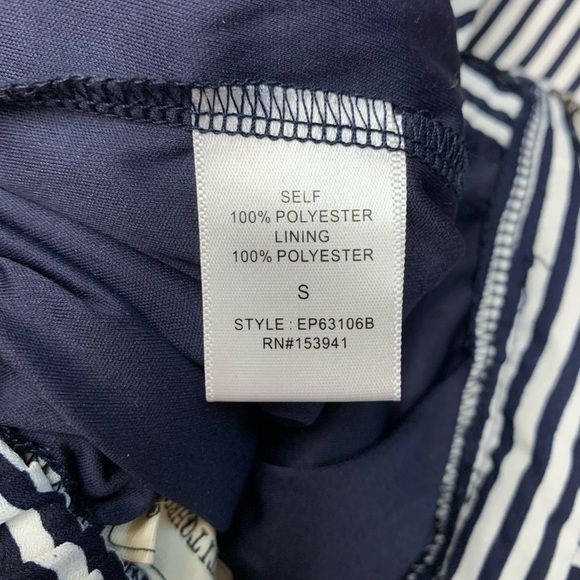 SELF
100% POLYESTER
LINING
100% POLYESTER
S
STYLE : EP63106B
RN#153941